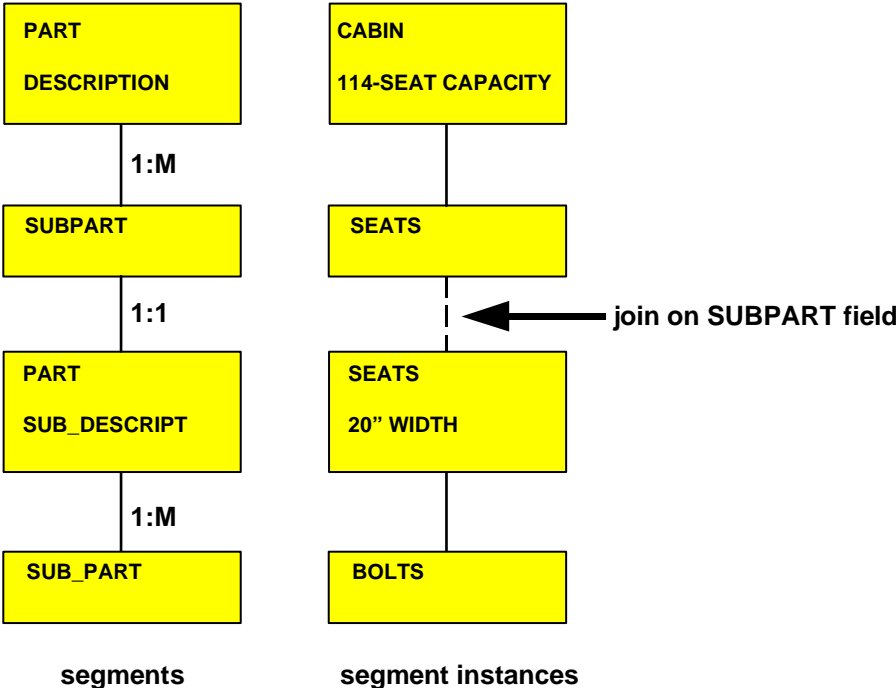 PART
DESCRIPTION
1:M
SUBPART
1:1
PART
SUB_DESCRIPT
1:M
SUB_PART
segments
CABIN
114-SEAT CAPACITY
SEATS
join on SUBPART field
SEATS
20” WIDTH
BOLTS
segment instances